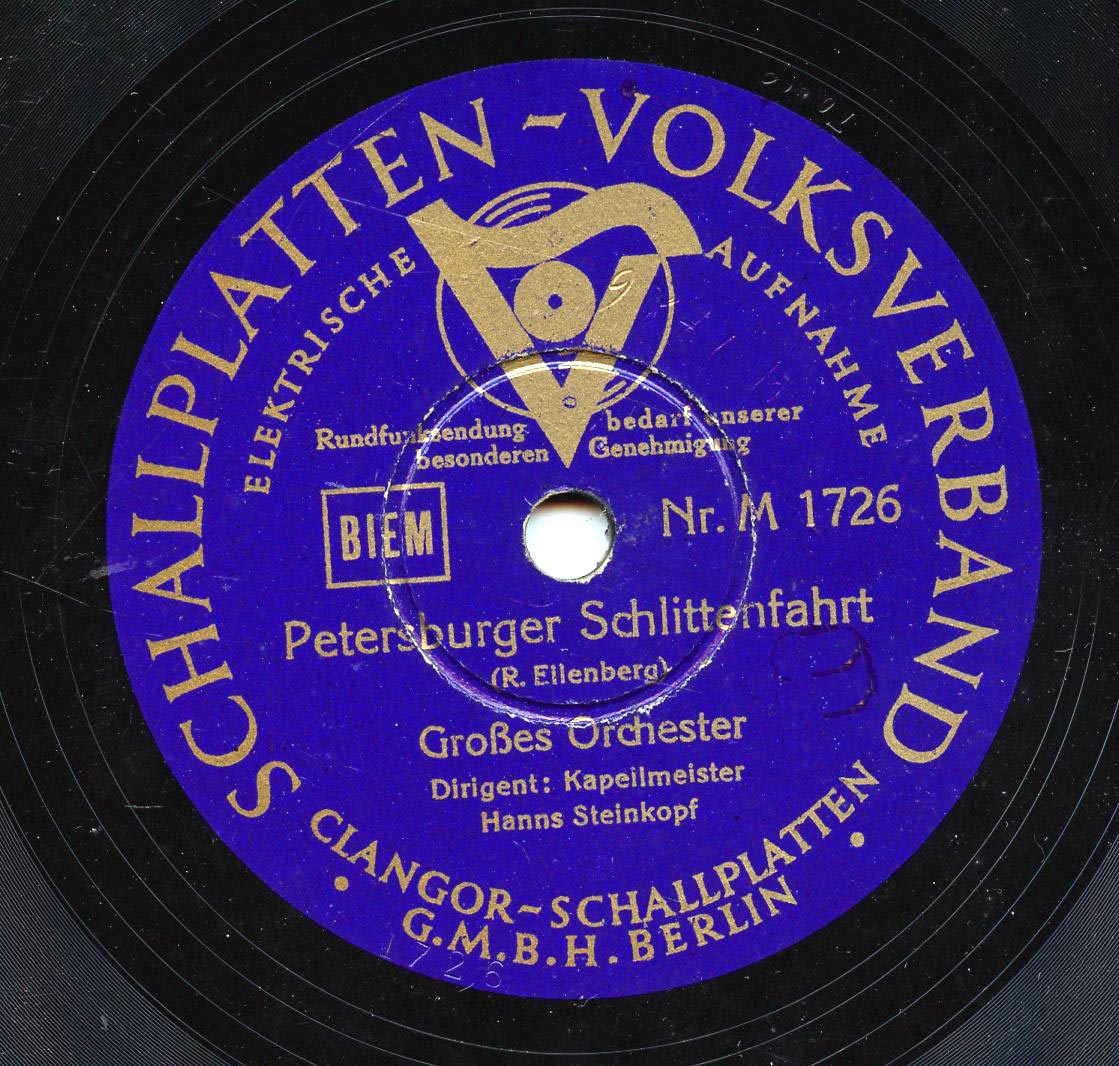 SCHALLPLATTEN-VOLKSVERBAND
ELEKTRISCHE AUFNAHME
Rundfunksendung bedarf unserer
besonderen Genehmigung
BIEM
Nr. M 1726
Petersburger Schlittenfahrt
(R. Eilenberg)
Großes Orchester
Dirigent: Kapellmeister
Hanns Steinkopf
CLANGOR-SCHALLPLATTEN
G.M.B.H. BERLIN
1726